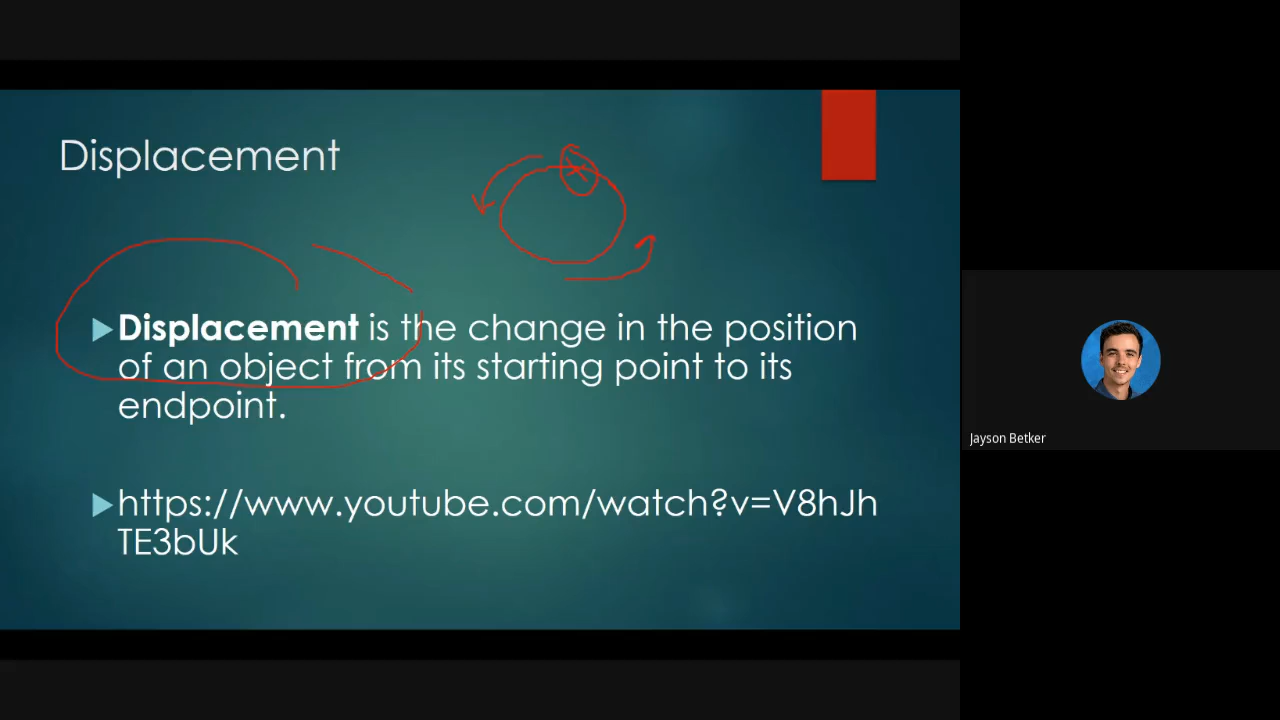 Displacement
Displacement is the change in the position
of an object from its starting point to its
endpoint.
https://www.youtube.com/watch?v=V8hJh
TE3bUk
Jayson Betker